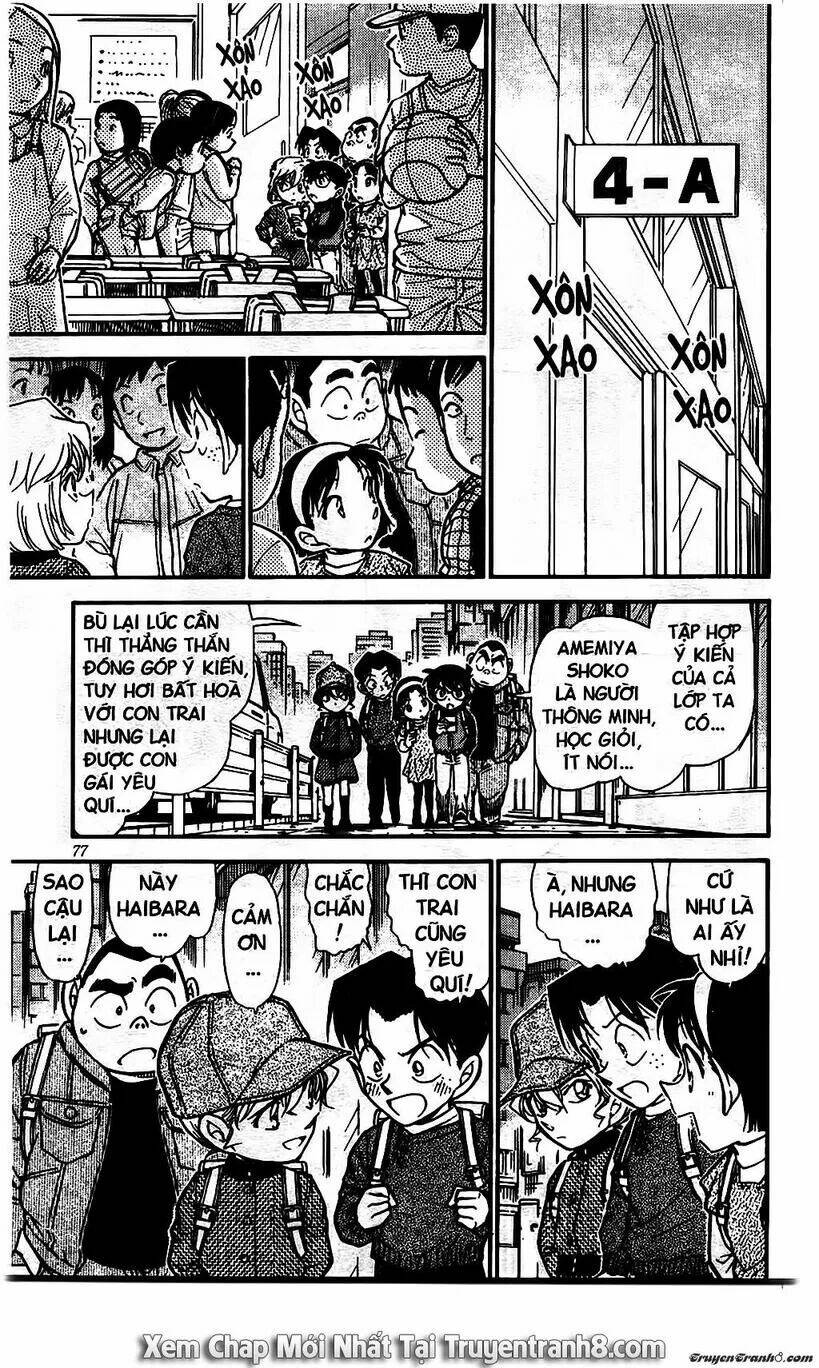 4-A
XÔN
XAO
XÔN
XAO
XÔN
XAO
XÔN
XAO
TẬP HỢP
Ý KIẾN
CỦA CẢ
LỚP TA
CÓ...
AMEMIYA
SHOKO
LÀ NGƯỜI
THÔNG MINH,
HỌC GIỎI,
ÍT NÓI...
BÙ LẠI LÚC CẦN
THÌ THẲNG THẮN
ĐÓNG GÓP Ý KIẾN,
TUY HƠI BẤT HOÀ
VỚI CON TRAI
NHƯNG LẠI
ĐƯỢC CON
GÁI YÊU
QUÍ...
77
CỨ
NHƯ LÀ
AI ẤY
NHỈ!
À, NHƯNG
HAIBARA
...
THÌ CON
TRAI
CŨNG
YÊU
QUÍ!
CHẮC
CHẮN
!
CẢM
ƠN
...
NÀY
HAIBARA
...
SAO
CẬU
LẠI
...
Xem Chap Mới Nhất Tại Truyentranh8.com
TruyenTranh8.com